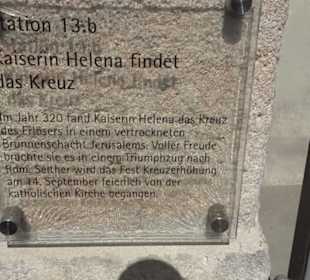 tation 13.b
Kaiserin Helena findet
das Kreuz
Im Jahr 320 fand Kaiserin Helena das Kreuz
des Erlösers in einem vertrockneten
Brunnenschacht Jerusalems. Voller Freude
brachte sie es in einem Triumphzug nach
Rom. Seither wird das Fest Kreuzerhöhung
am 14. September feierlich von der
katholischen Kirche begangen.